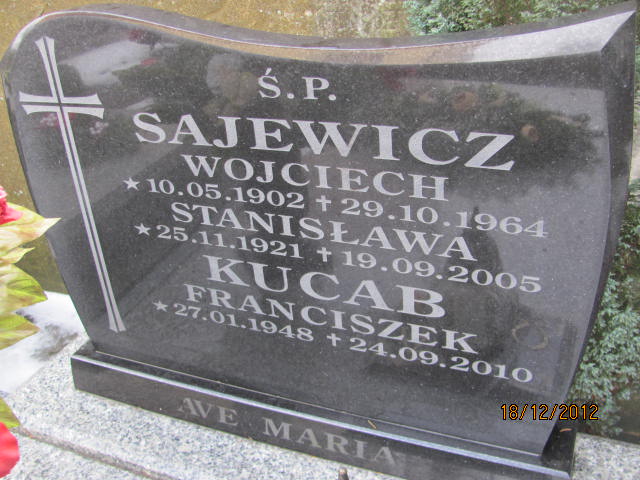 Ś.P.
SAJEWICZ
WOJCIECH
★10.05.1902 ✝ 29.10.1964
STANISŁAWA
★25.11.1921 ✝ 19.09.2005
KUCAB
FRANCISZEK
★27.01.1948 ✝ 24.09.2010
AVE MARIA
18/12/2012